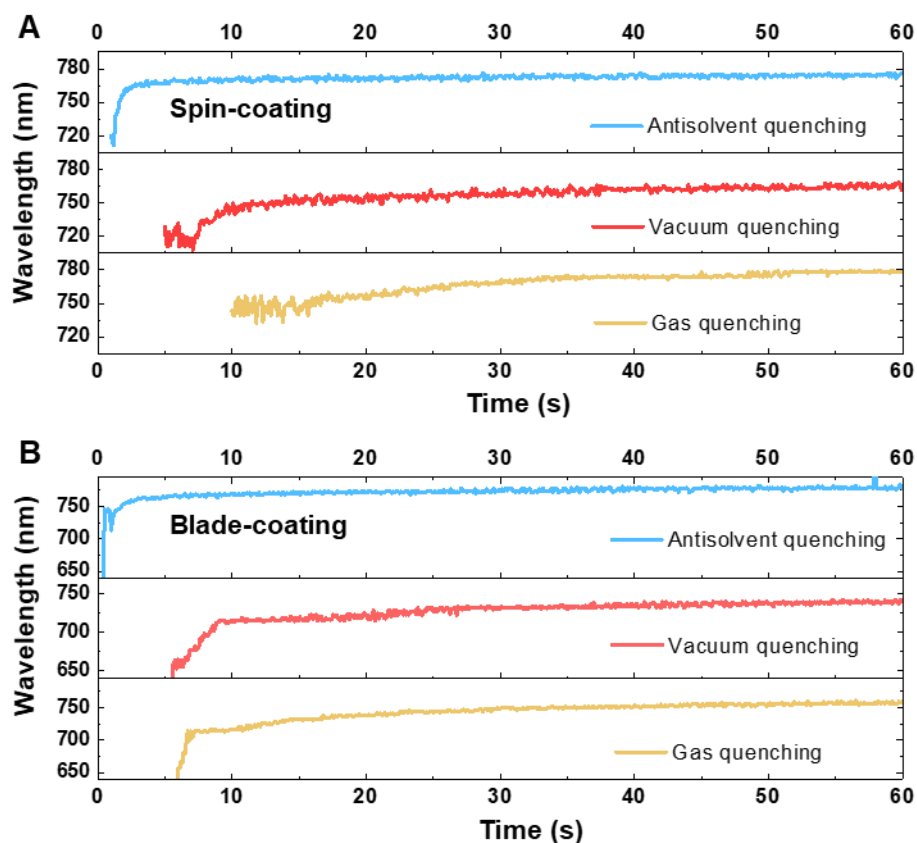 A
0 10 20 30 40 50 60
780
750
720
Spin-coating
Antisolvent quenching
780
750
720
Vacuum quenching
780
750
720
Gas quenching
Wavelength (nm)
0 10 20 30 40 50 60
Time (s)
B
0 10 20 30 40 50 60
750
700
650
Blade-coating
Antisolvent quenching
750
700
650
Vacuum quenching
750
700
650
Gas quenching
Wavelength (nm)
0 10 20 30 40 50 60
Time (s)